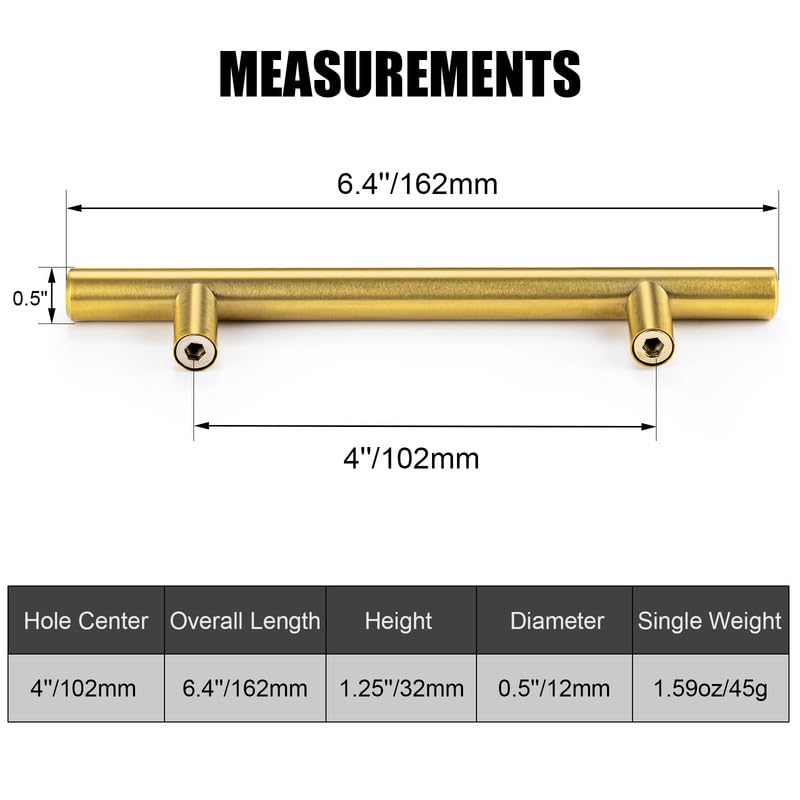 MEASUREMENTS
6.4"/162mm
0.5"
4"/102mm
Hole Center Overall Length Height Diameter Single Weight
4"/102mm 6.4"/162mm 1.25"/32mm 0.5"/12mm 1.59oz/45g